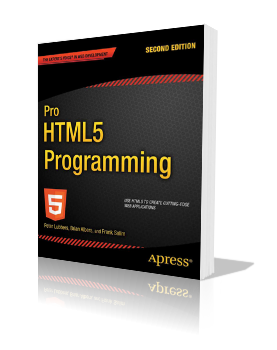 SECOND EDITION
Pro
HTML5
Programming
USE HTML5 TO CREATE CUTTING-EDGE
WEB APPLICATIONS
5
Peter Lubbers, Brian Albers, and Frank Salim
Apress®